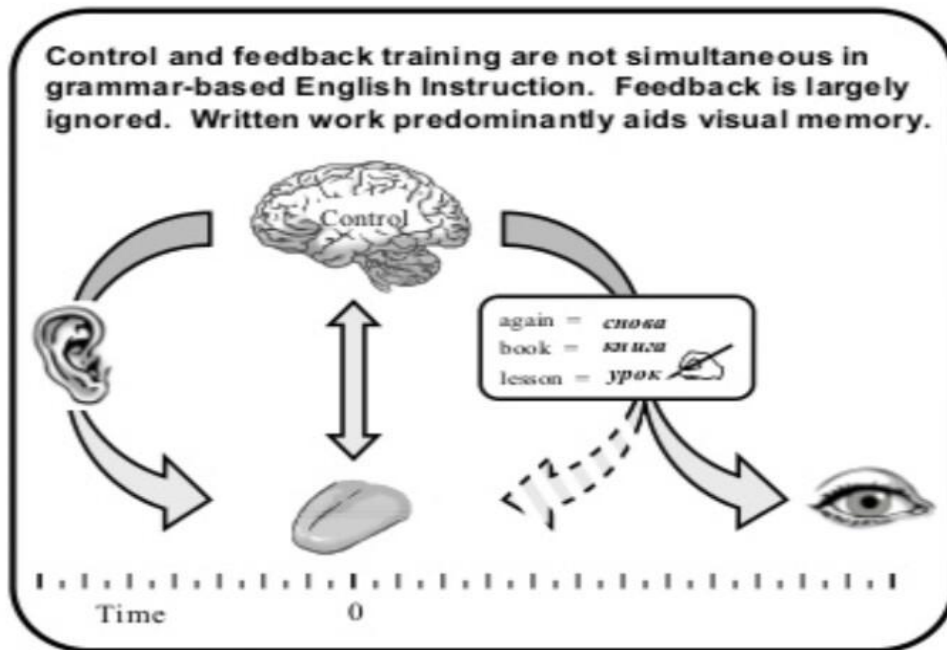 Control and feedback training are not simultaneous in
grammar-based English Instruction.  Feedback is largely
ignored.  Written work predominantly aids visual memory.
Control
again = снова
book = книга
lesson = урок
Time 0